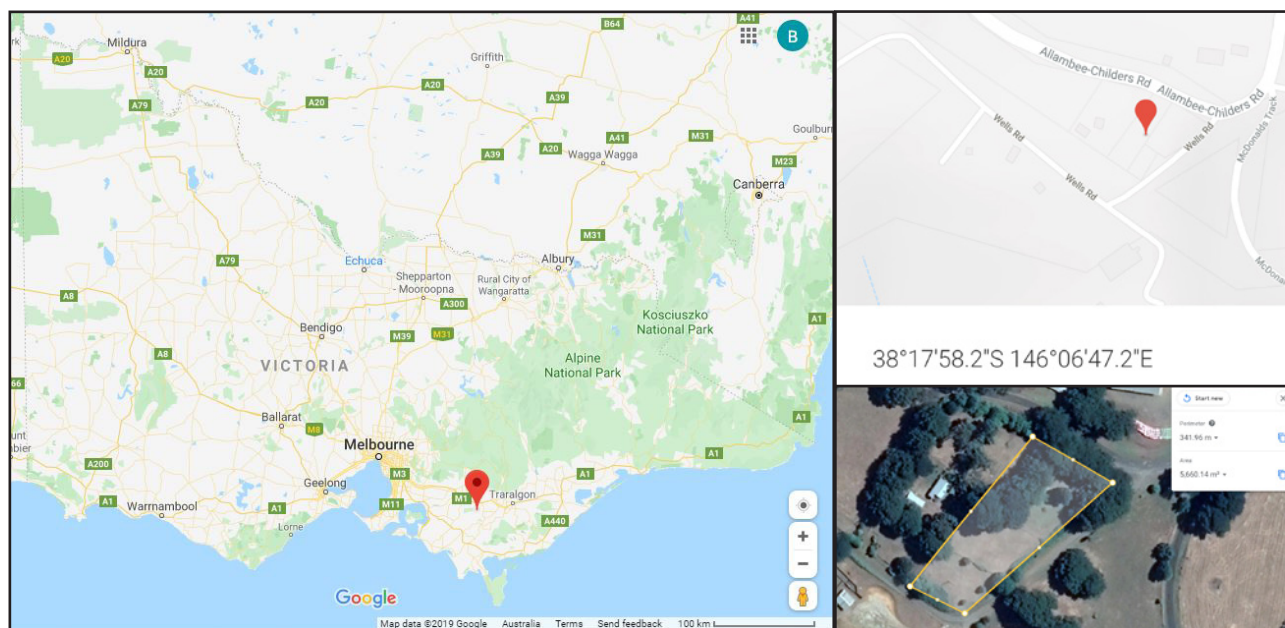 B64
A41
B
Mildura
A20
Griffith
A20
A20
A39
A79
A20
A41
M31
Goulburn
A39
A20
Wagga Wagga
M23
Canberra
M31
Echuca
Albury
A79
Shepparton
- Mooroopna
Rural City of
Wangaratta
A8
A300
Kosciuszko
National Park
A1
Bendigo
M39
M31
VICTORIA
A8
Alpine
National Park
Ballarat
M8
A1
Melbourne
A200
M3
A1
Geelong
M1
Traralgon
A1
A1
A1
M11
Warrnambool
Lorne
A440
Google
Map data ©2019 Google Australia Terms Send feedback 100 km
Allambee-Childers Rd
Allambee-Childers Rd
Wells Rd
Wells Rd
Wells Rd
McDonalds Track
38°17'58.2"S 146°06'47.2"E
Start new
Perimeter
341.96 m
Area
5,660.14 m²